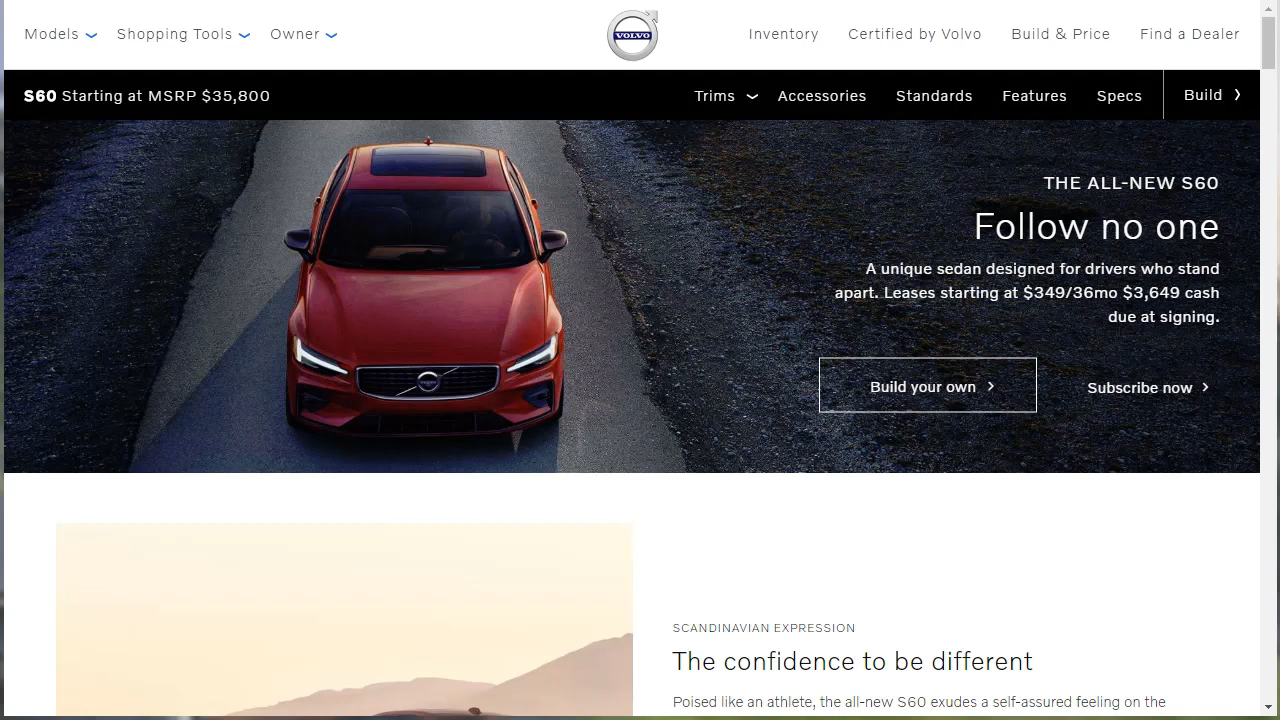 Models
Shopping Tools
Owner
VOLVO
Inventory
Certified by Volvo
Build & Price
Find a Dealer
S60 Starting at MSRP $35,800
Trims
Accessories
Standards
Features
Specs
Build
THE ALL-NEW S60
Follow no one
A unique sedan designed for drivers who stand
apart. Leases starting at $349/36mo $3,649 cash
due at signing.
Build your own
Subscribe now
SCANDINAVIAN EXPRESSION
The confidence to be different
Poised like an athlete, the all-new S60 exudes a self-assured feeling on the